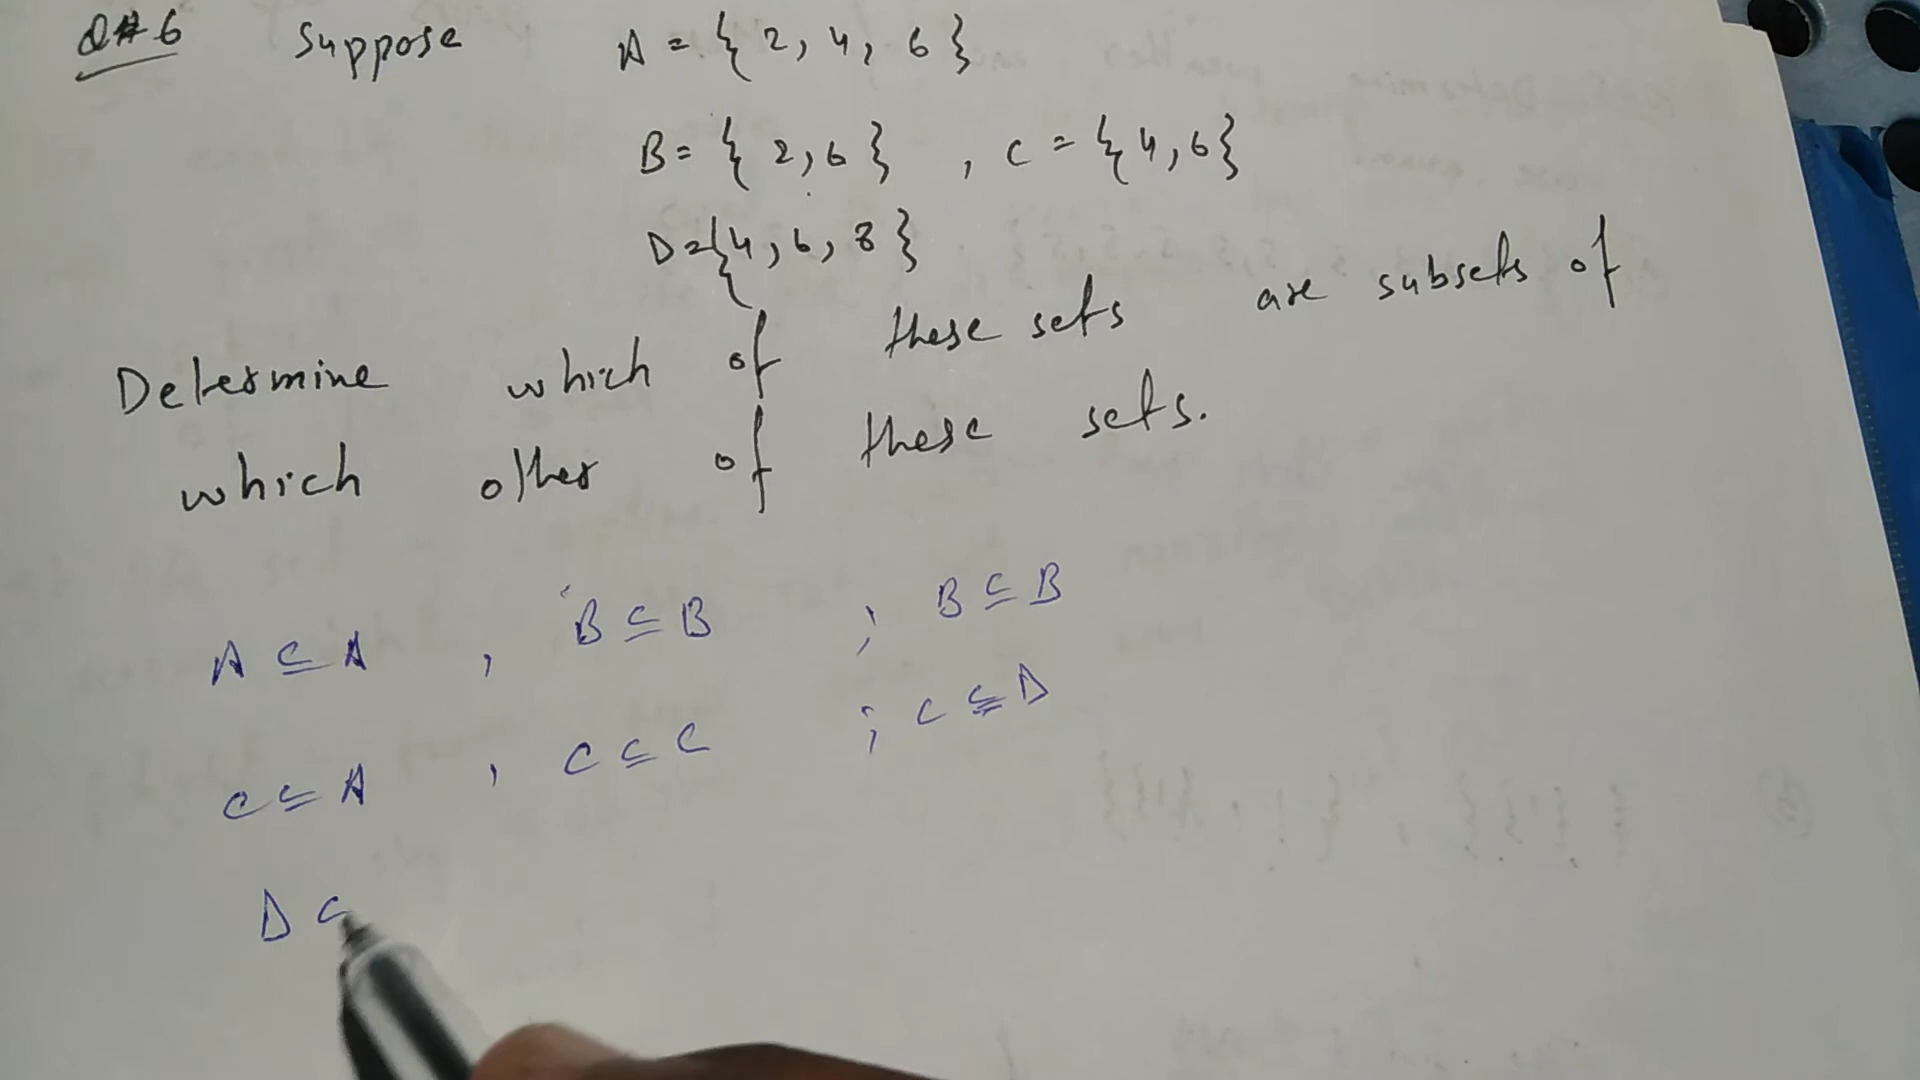 Q#6 Suppose A = { 2, 4, 6 }
B = { 2, 6 } , C = { 4, 6 }
D = { 4, 6, 8 }
Determine which of these sets are subsets of
which other of these sets.
A ⊆ A , B ⊆ B ; B ⊆ B
C ⊆ A , C ⊆ C ; C ⊆ D
D ⊂